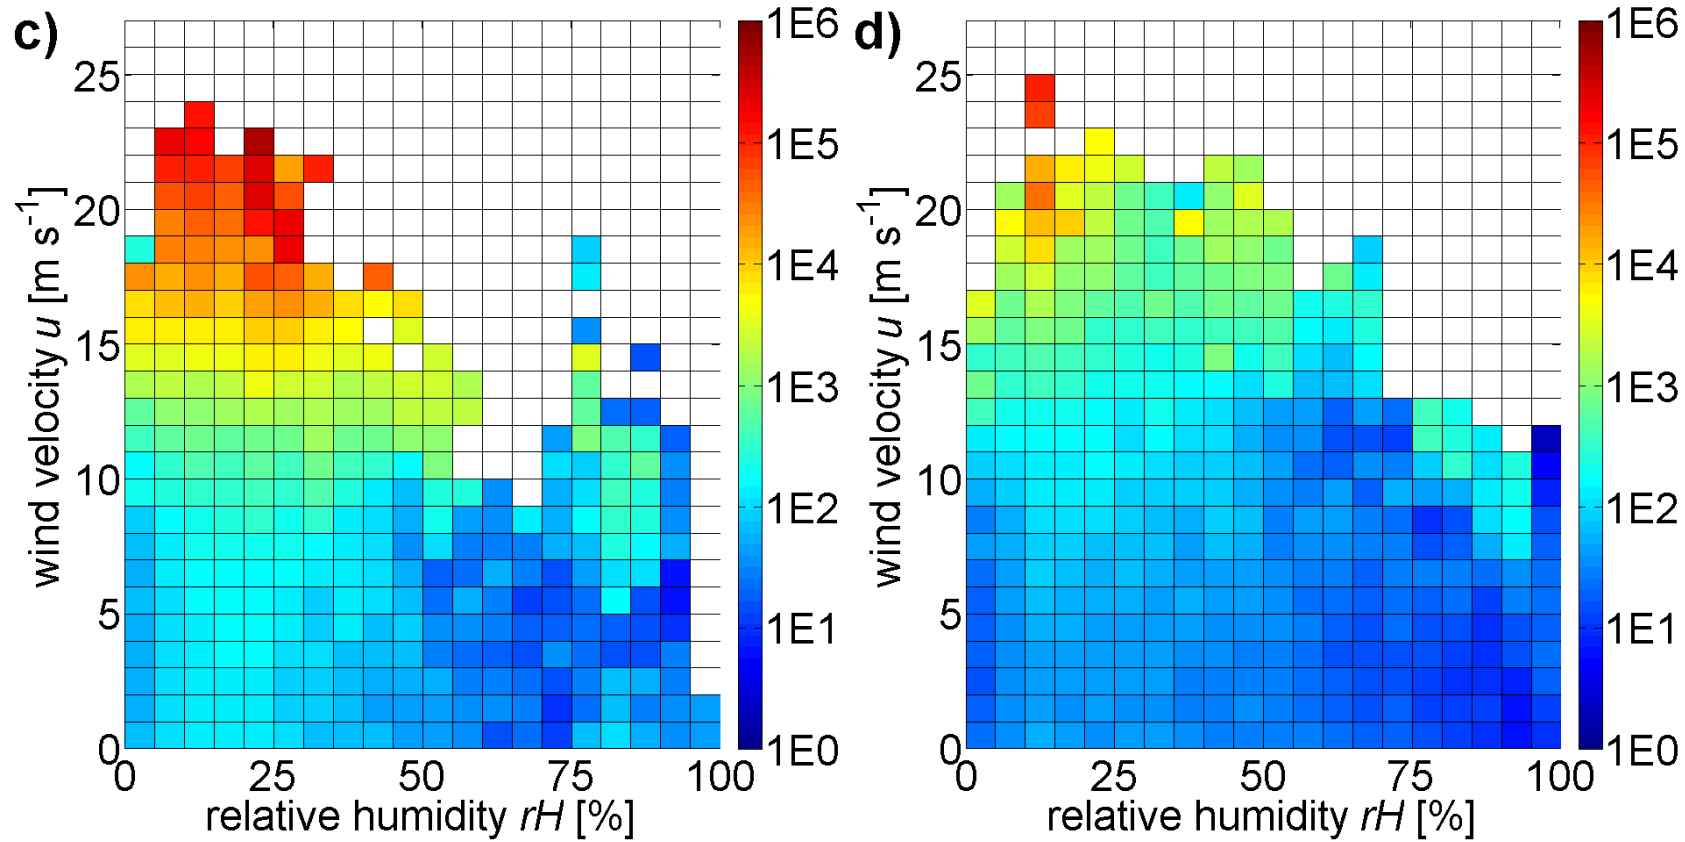 c)
wind velocity u [m s-1]
25
20
15
10
5
0
0 25 50 75 100
relative humidity rH [%]
1E6
1E5
1E4
1E3
1E2
1E1
1E0
d)
wind velocity u [m s-1]
25
20
15
10
5
0
0 25 50 75 100
relative humidity rH [%]
1E6
1E5
1E4
1E3
1E2
1E1
1E0